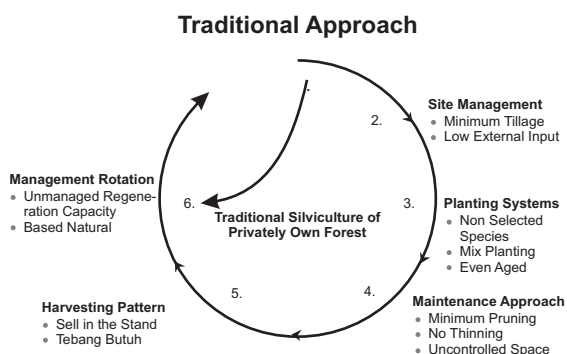 Traditional Approach
2.
Site Management
Minimum Tillage
Low External Input
3.
Planting Systems
Non Selected
Species
Mix Planting
Even Aged
4.
Maintenance Approach
Minimum Pruning
No Thinning
Uncontrolled Space
5.
Harvesting Pattern
Sell in the Stand
Tebang Butuh
6.
Management Rotation
Unmanaged Regene-
ration Capacity
Based Natural
Traditional Silviculture of
Privately Own Forest